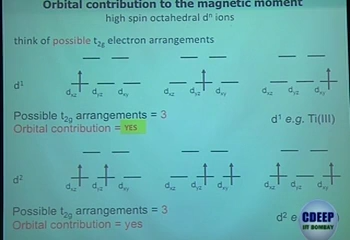 Orbital contribution to the magnetic moment
high spin octahedral dⁿ ions
think of possible t2g electron arrangements
d¹
dxz dyz dxy dxz dyz dxy dxz dyz dxy
Possible t2g arrangements = 3
Orbital contribution = YES
d¹ e.g. Ti(III)
d²
dxz dyz dxy dxz dyz dxy dxz dyz dxy
Possible t2g arrangements = 3
Orbital contribution = yes
d² e
CDEEP
IIT BOMBAY